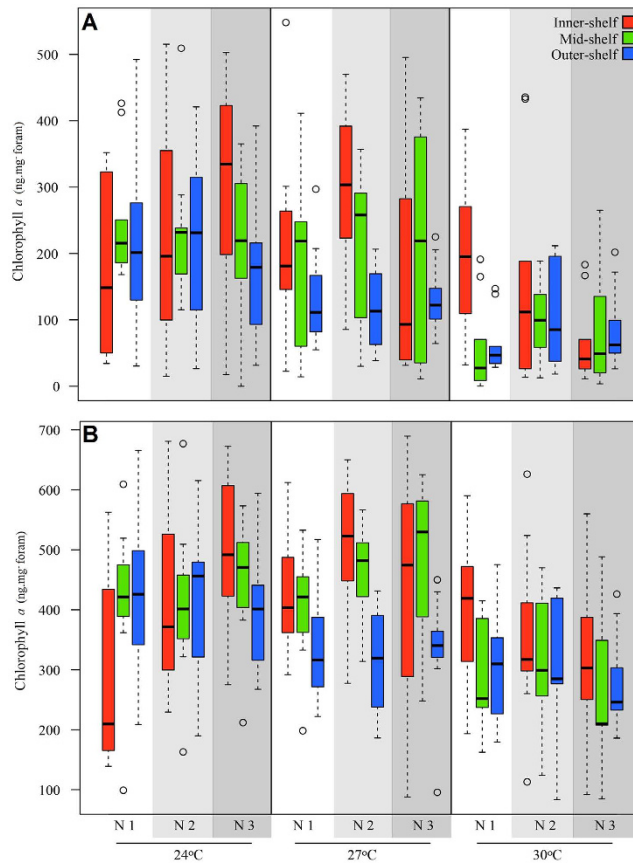 A
Inner-shelf
Mid-shelf
Outer-shelf
Chlorophyll a (ng.mg⁻foram)
500
400
300
200
100
0
B
Chlorophyll a (ng.mg⁻foram)
700
600
500
400
300
200
100
N 1 N 2 N 3 N 1 N 2 N 3 N 1 N 2 N 3
24°C 27°C 30°C